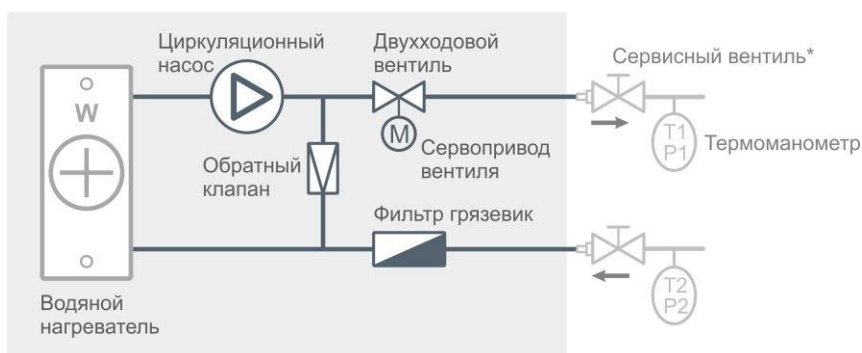 Циркуляционный
насос
Двухходовой
вентиль
Сервисный вентиль*
W
M
T1
P1
Термоманометр
Обратный
клапан
Сервопривод
вентиля
Фильтр грязевик
T2
P2
Водяной
нагреватель